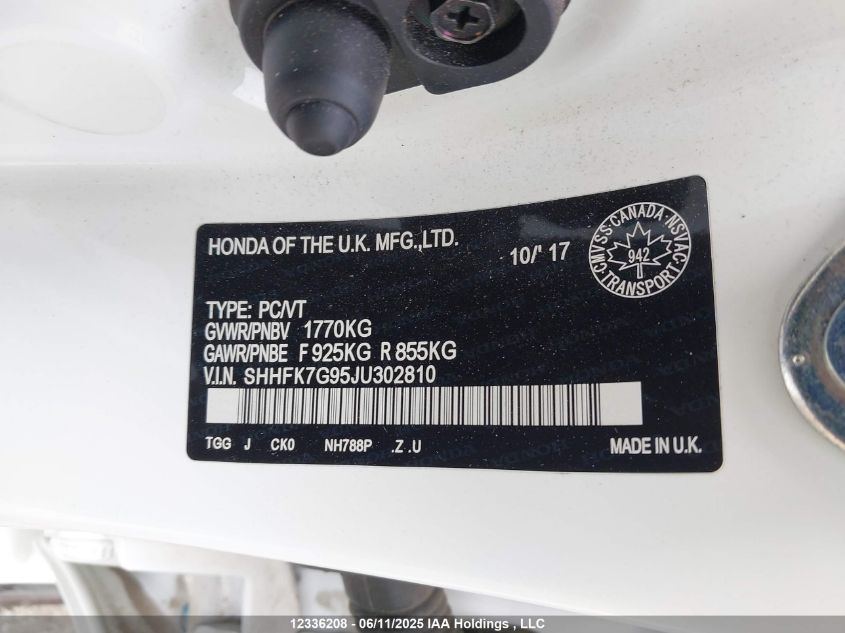 HONDA OF THE U.K. MFG.,LTD.
10/' 17
CMVSS·CANADA·NSVAC·
942
TRANSPORT
TYPE: PC/VT
GVWR/PNBV 1770KG
GAWR/PNBE F 925KG R 855KG
V.I.N. SHHFK7G95JU302810
TGG J CK0 NH788P .Z .U
MADE IN U.K.
12336208 - 06/11/2025 IAA Holdings , LLC